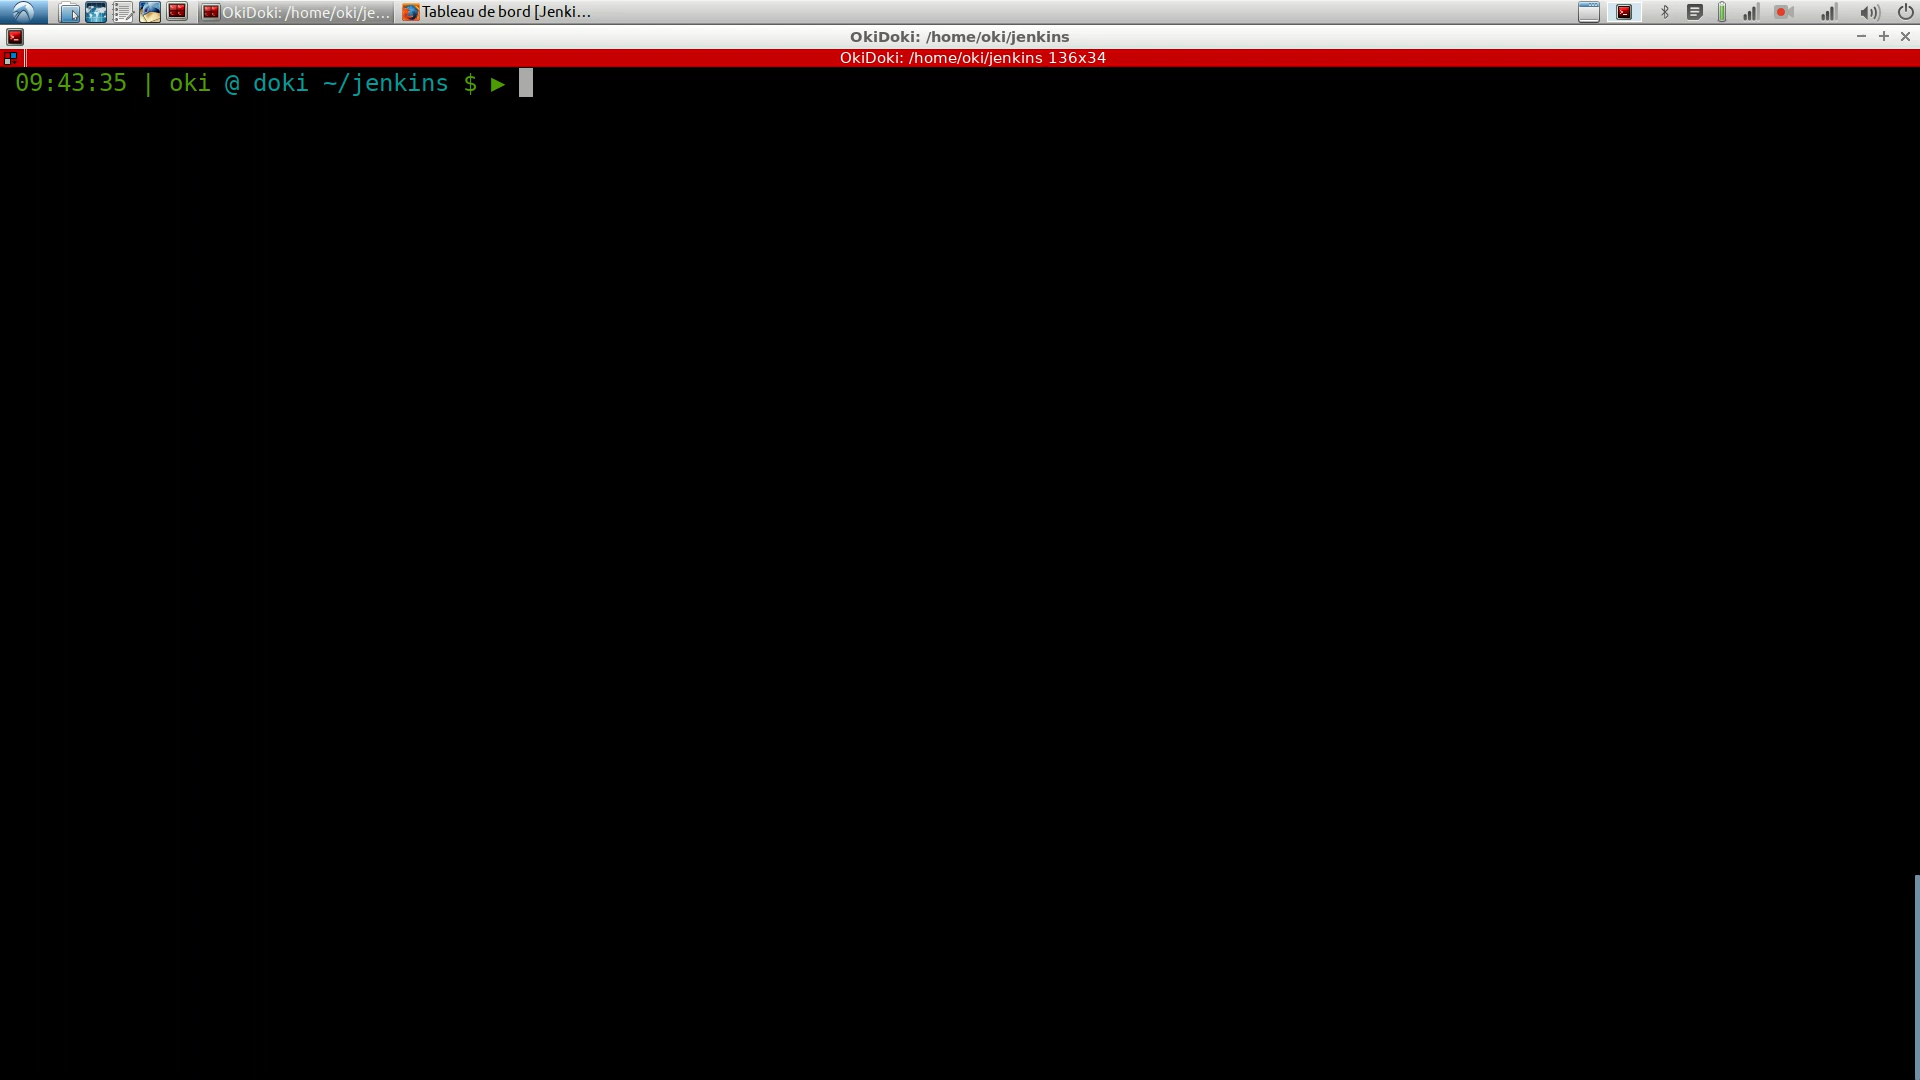 OkiDoki: /home/oki/je...
Tableau de bord [Jenki...
OkiDoki: /home/oki/jenkins
OkiDoki: /home/oki/jenkins 136x34
09:43:35 | oki @ doki ~/jenkins $ ▶